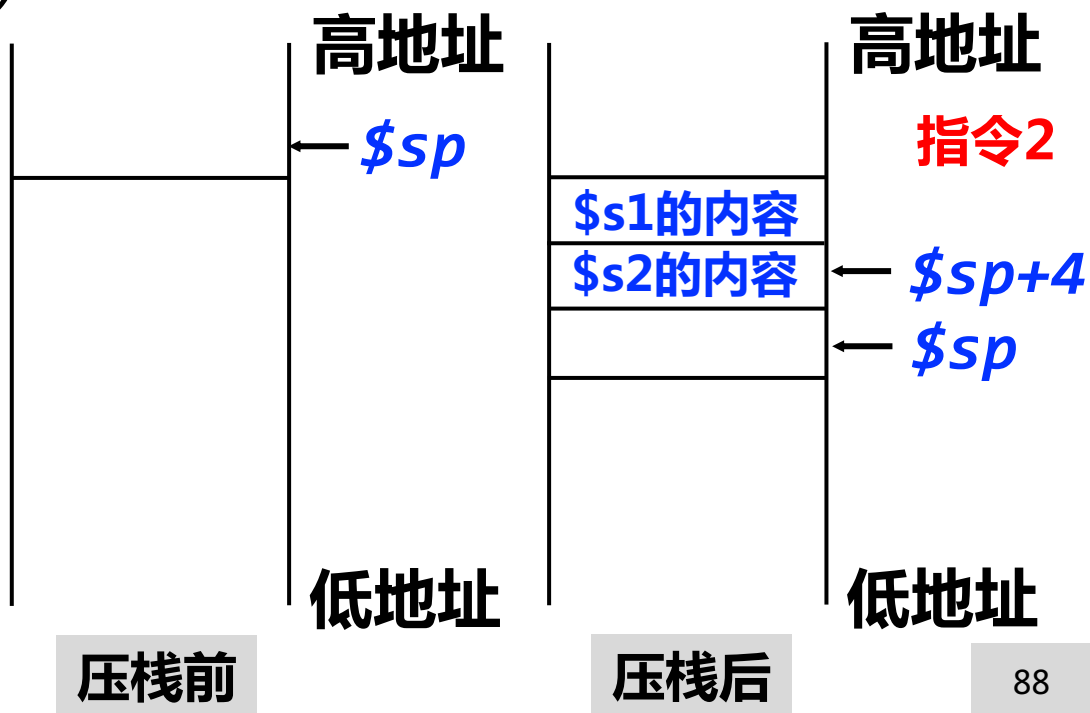 高地址
$sp
低地址
压栈前
高地址
指令2
$s1的内容
$s2的内容
$sp+4
$sp
低地址
压栈后
88